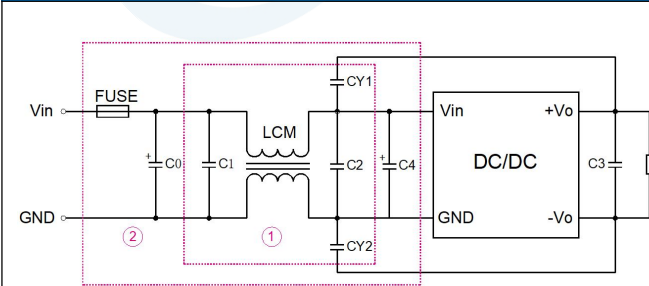 CY1
FUSE
Vin
Vin
+Vo
LCM
+
C0
C1
C2
+
C4
DC/DC
C3
GND
GND
-Vo
②
①
CY2